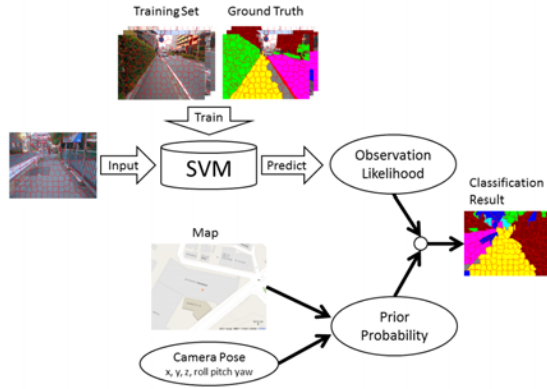 Training Set
Ground Truth
Train
Input
SVM
Predict
Observation
Likelihood
Classification
Result
Map
Prior
Probability
Camera Pose
x, y, z, roll pitch yaw